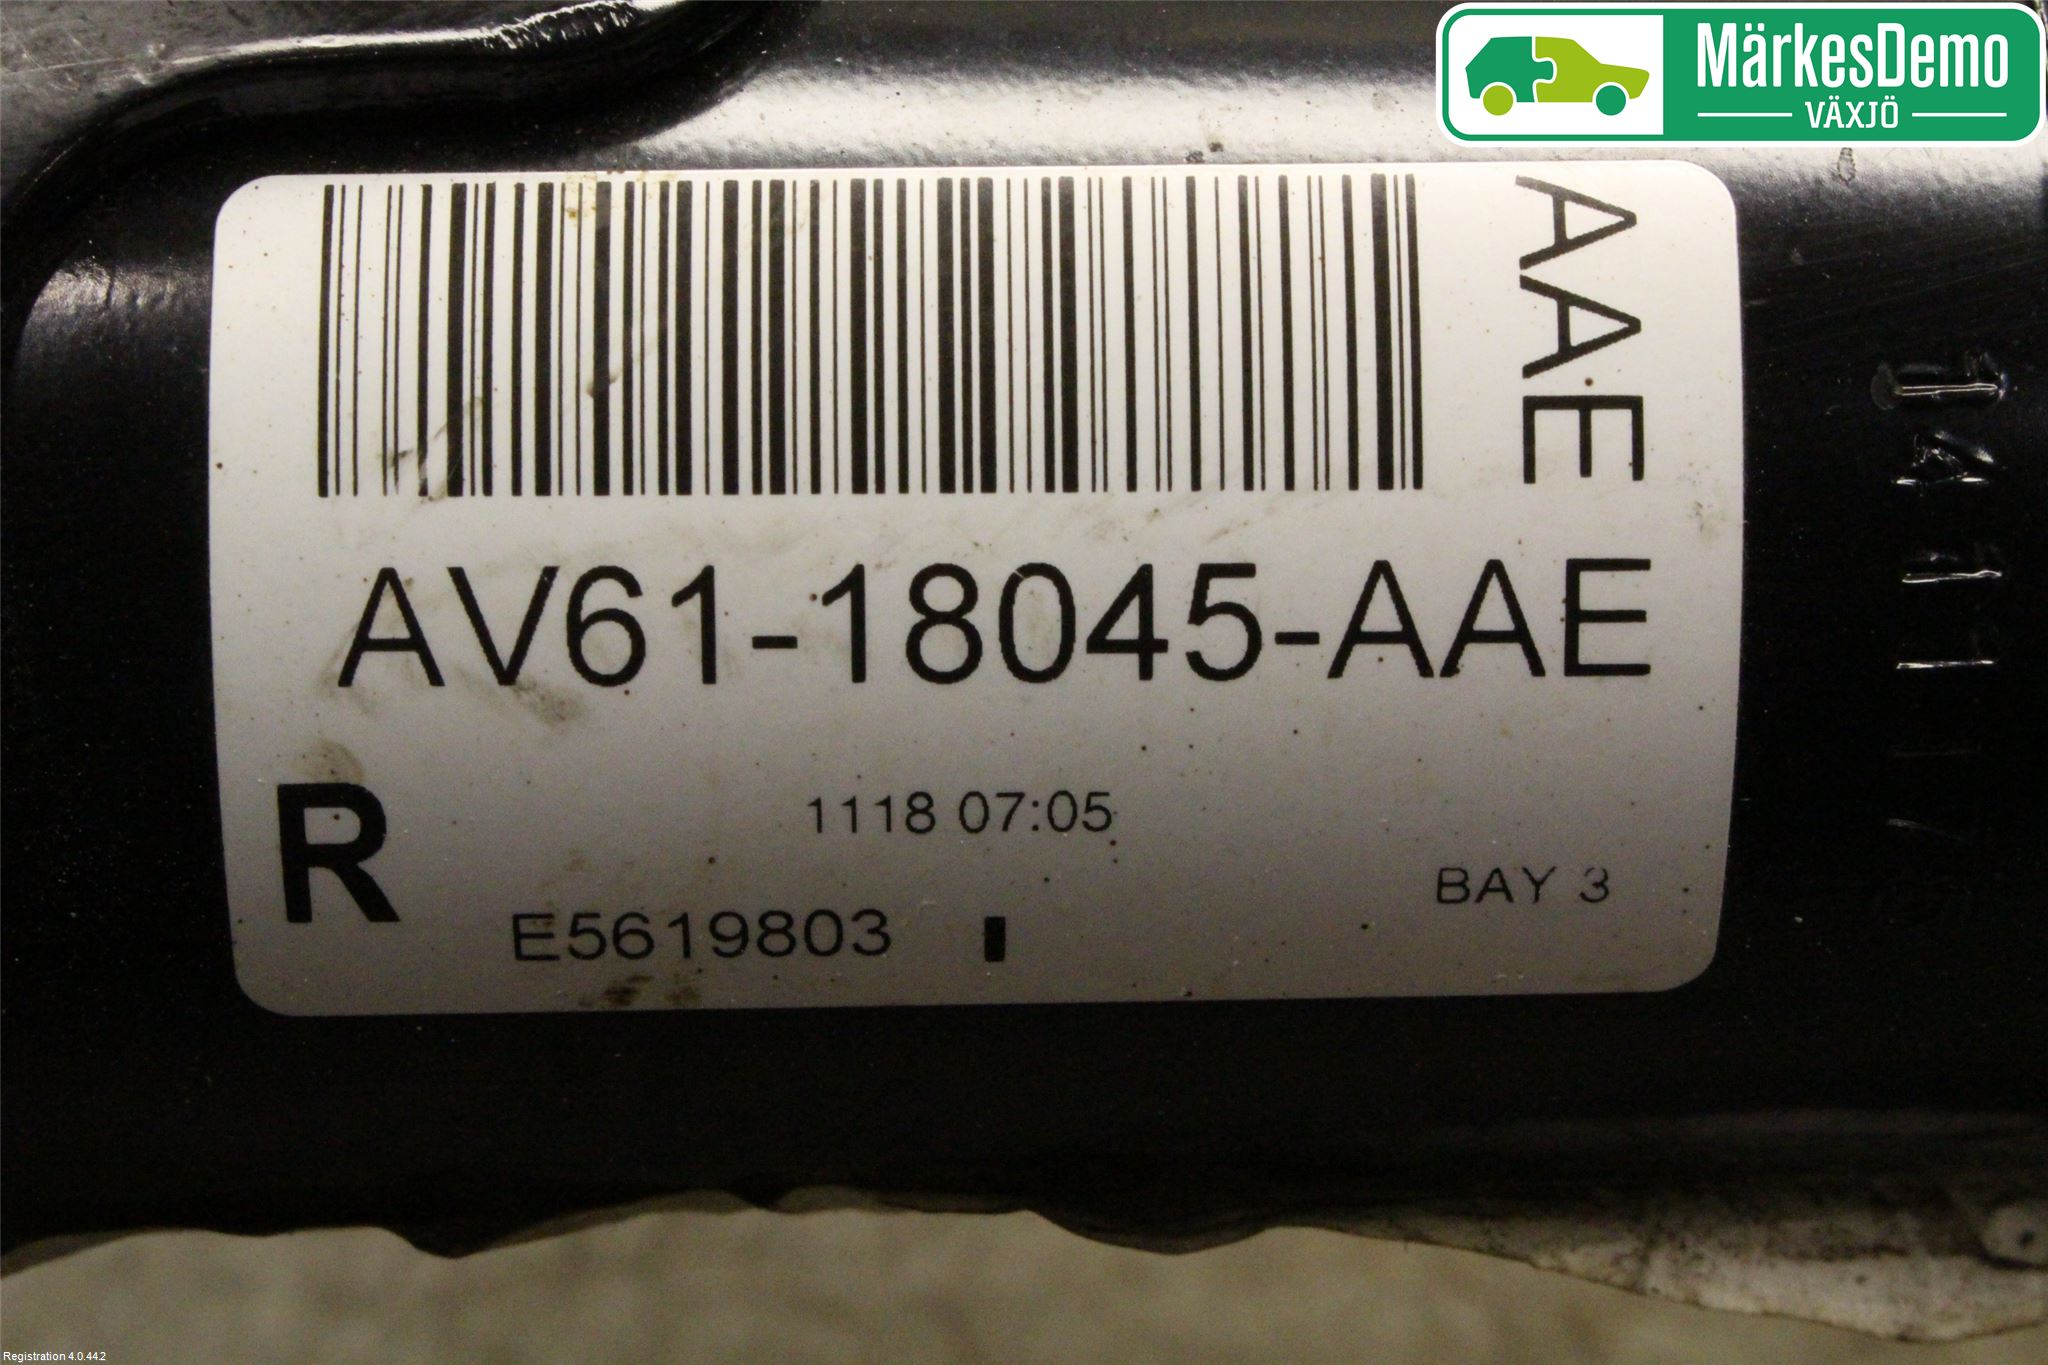 MärkesDemo
VÄXJÖ
AAE
AV61-18045-AAE
R
1118 07:05
BAY 3
E5619803
Registration 4.0.44.2